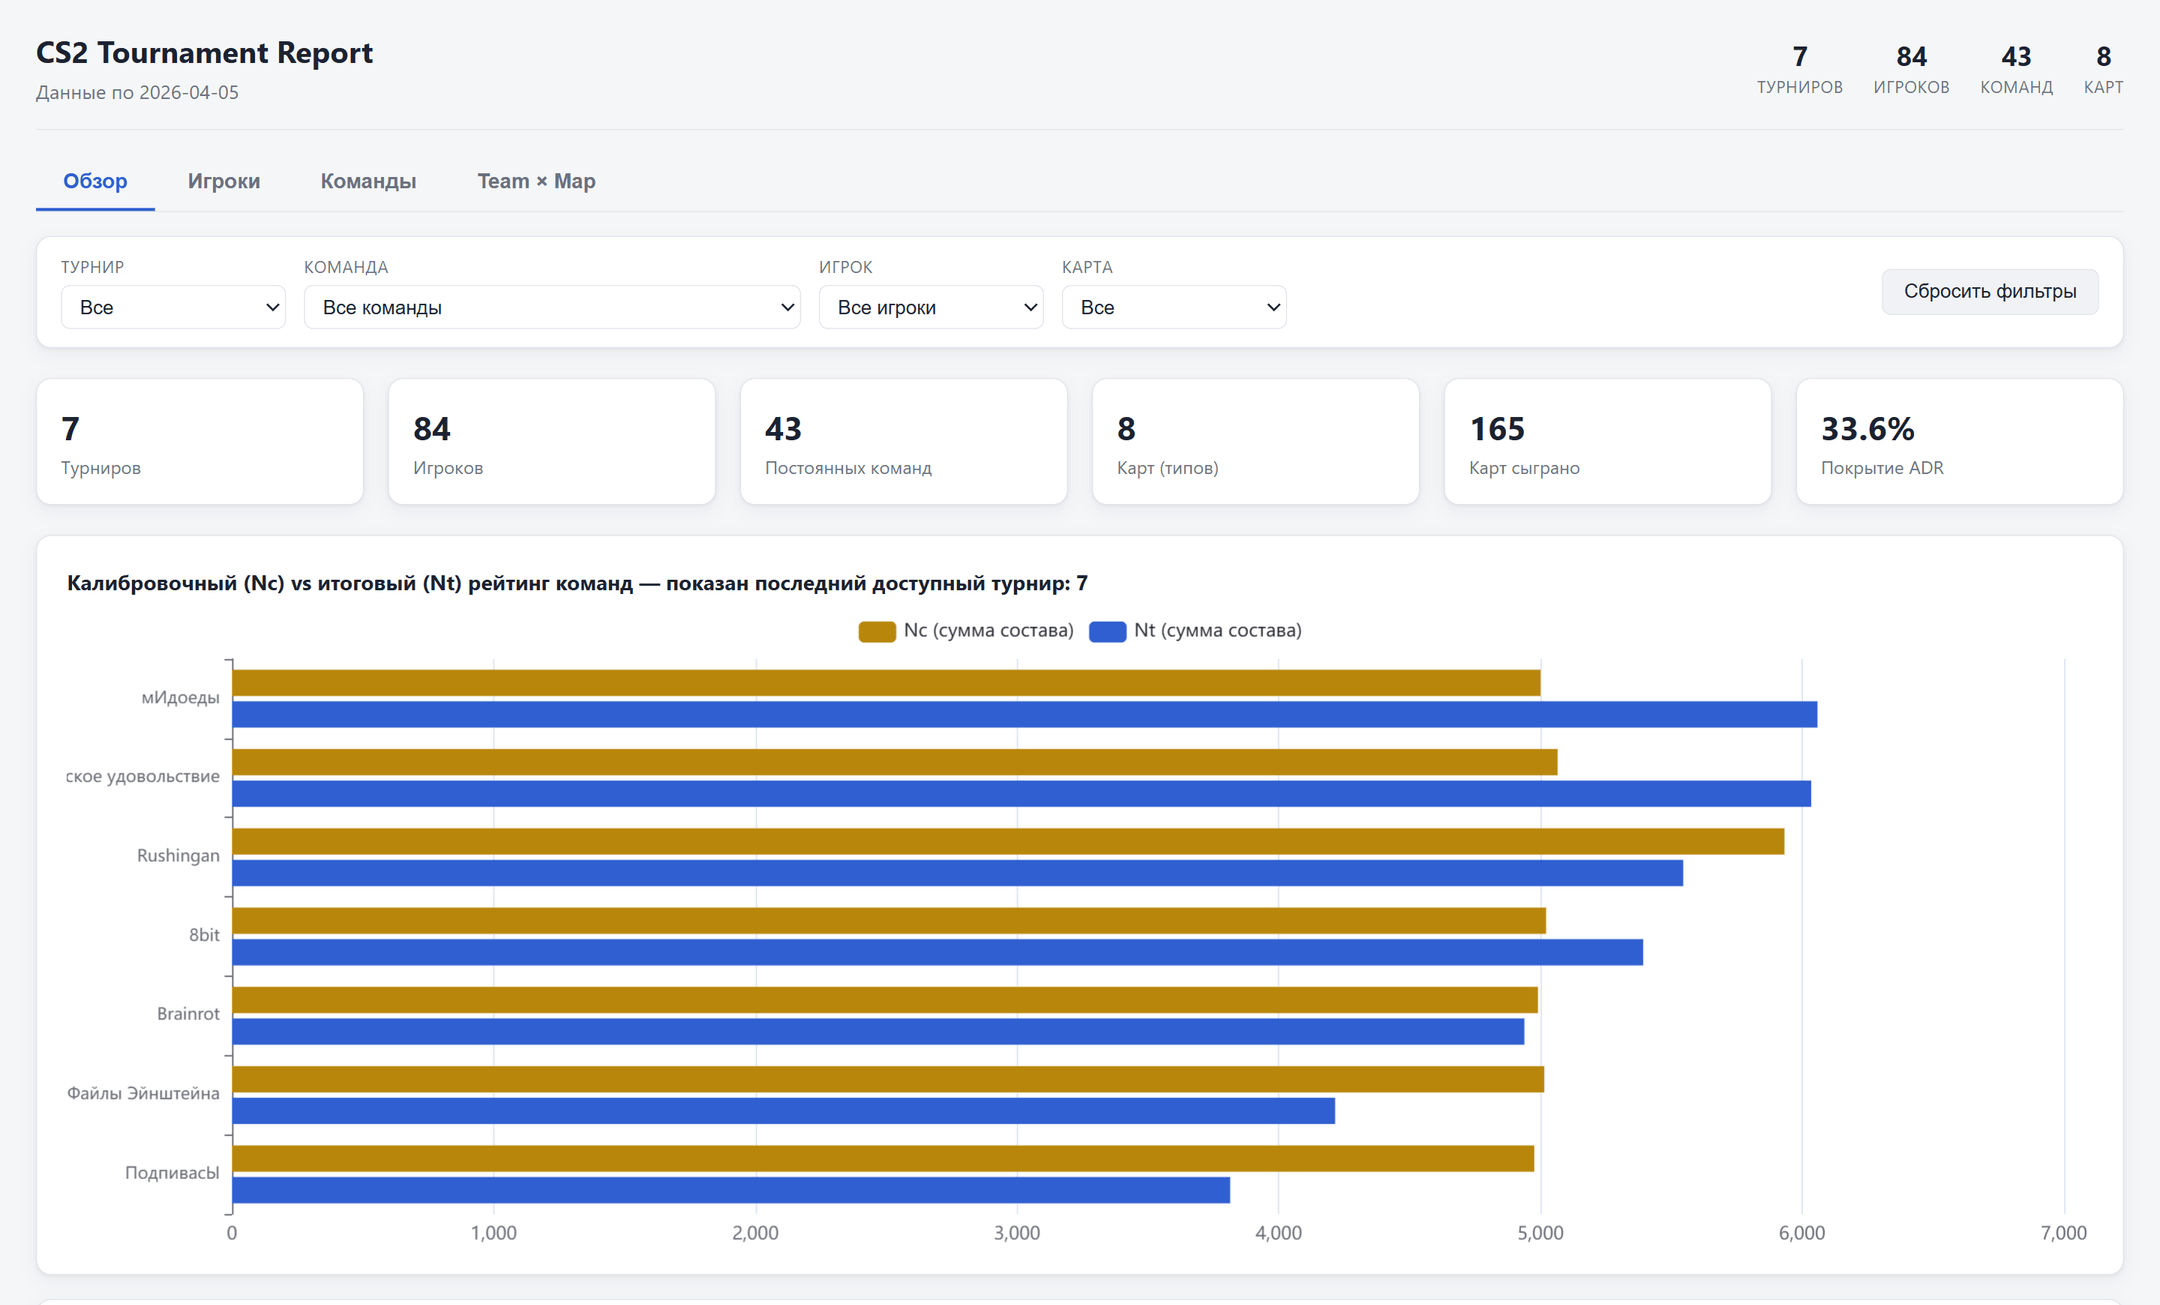 CS2 Tournament Report
Данные по 2026-04-05
7 84 43 8
ТУРНИРОВ ИГРОКОВ КОМАНД КАРТ
Обзор Игроки Команды Team × Map
ТУРНИР КОМАНДА ИГРОК КАРТА
Все Все команды Все игроки Все Сбросить фильтры
7 84 43 8 165 33.6%
Турниров Игроков Постоянных команд Карт (типов) Карт сыграно Покрытие ADR
Калибровочный (Nc) vs итоговый (Nt) рейтинг команд — показан последний доступный турнир: 7
Nc (сумма состава) Nt (сумма состава)
мИдоеды
ское удовольствие
Rushingan
8bit
Brainrot
Файлы Эйнштейна
ПодпивасЫ
0 1,000 2,000 3,000 4,000 5,000 6,000 7,000